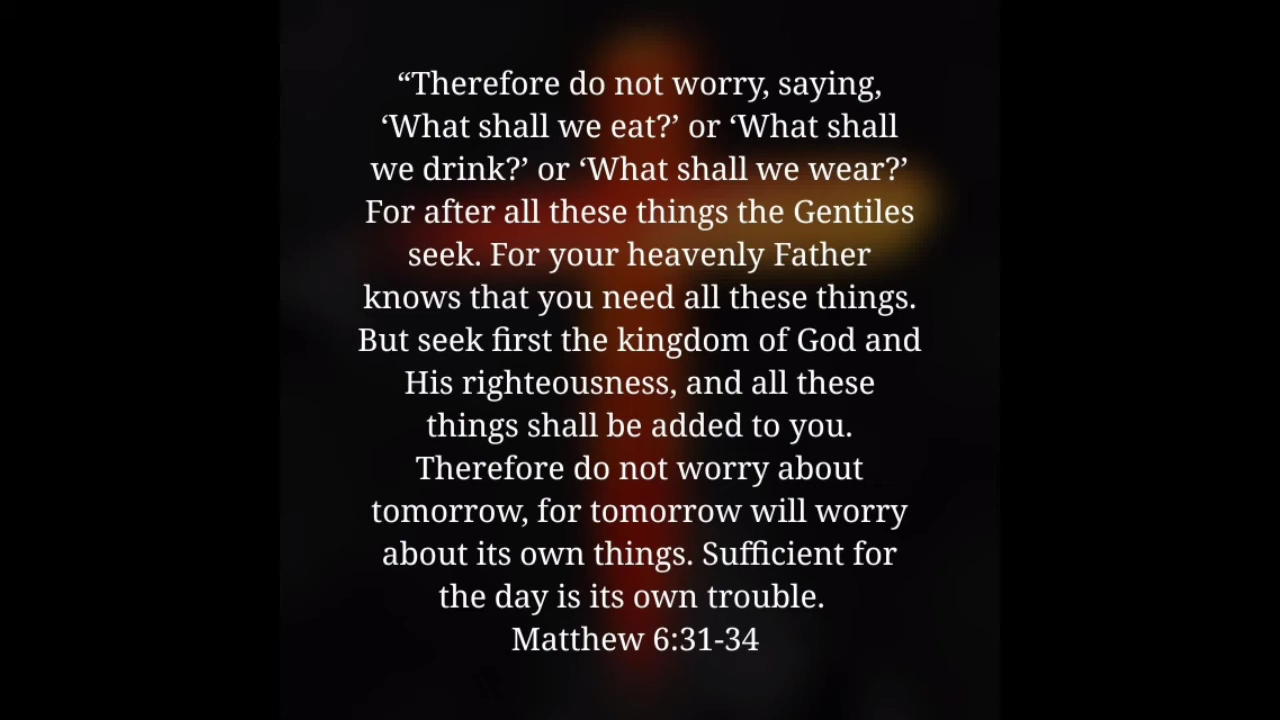 “Therefore do not worry, saying,
‘What shall we eat?’ or ‘What shall
we drink?’ or ‘What shall we wear?’
For after all these things the Gentiles
seek. For your heavenly Father
knows that you need all these things.
But seek first the kingdom of God and
His righteousness, and all these
things shall be added to you.
Therefore do not worry about
tomorrow, for tomorrow will worry
about its own things. Sufficient for
the day is its own trouble.
Matthew 6:31-34